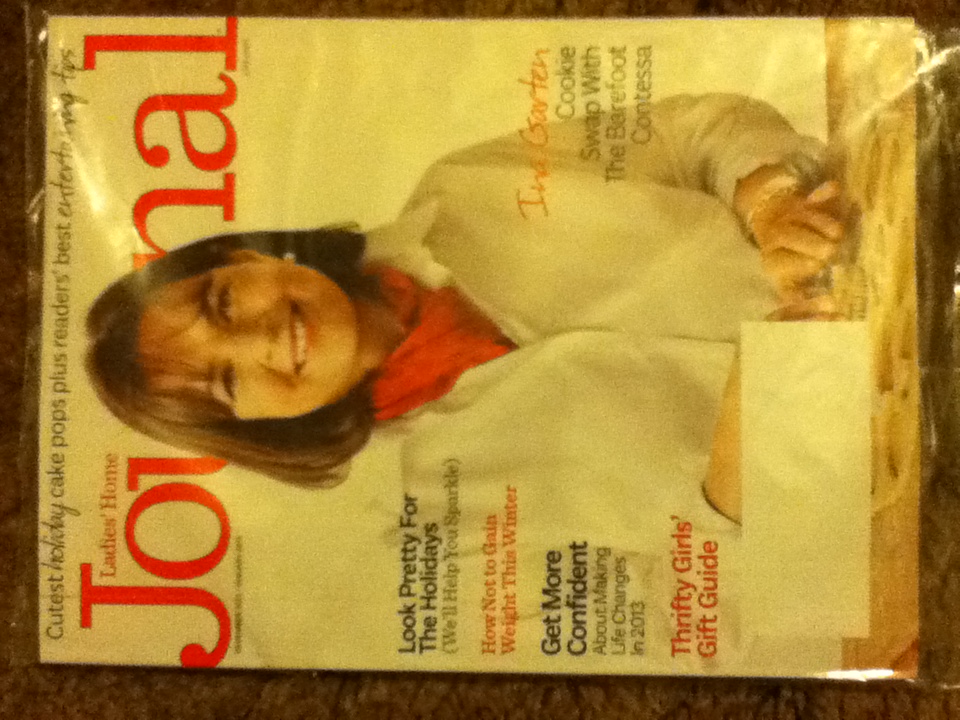 Cutest holiday cake pops plus readers' best entertaining tips
Ladies' Home
Journal
Ina Garten
Cookie
Swap With
The Barefoot
Contessa
Look Pretty For
The Holidays
(We'll Help You Sparkle)
How Not to Gain
Weight This Winter
Get More
Confident
About Making
Life Changes
In 2013
Thrifty Girls'
Gift Guide